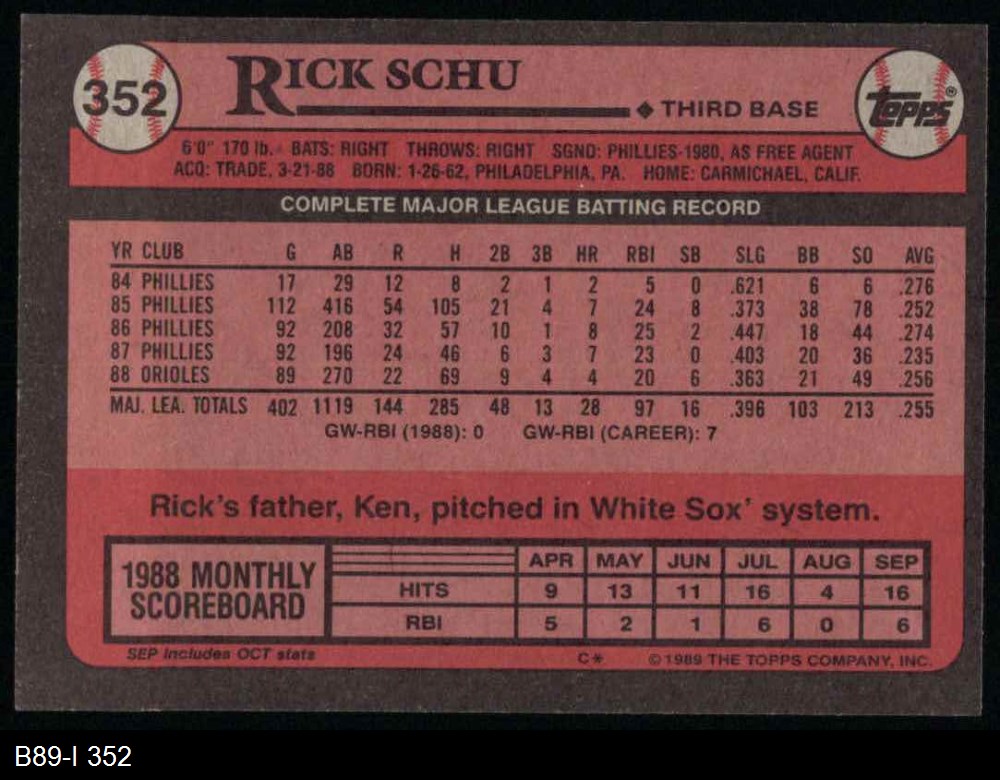 352
RICK SCHU
THIRD BASE
TOPPS®
6'0" 170 lb. BATS: RIGHT THROWS: RIGHT SGND: PHILLIES-1980, AS FREE AGENT
ACQ: TRADE, 3-21-88 BORN: 1-26-62, PHILADELPHIA, PA. HOME: CARMICHAEL, CALIF.
COMPLETE MAJOR LEAGUE BATTING RECORD
YR CLUB G AB R H 2B 3B HR RBI SB SLG BB SO AVG
84 PHILLIES 17 29 12 8 2 1 2 5 0 .621 6 6 .276
85 PHILLIES 112 416 54 105 21 4 7 24 8 .373 38 78 .252
86 PHILLIES 92 208 32 57 10 1 8 25 2 .447 18 44 .274
87 PHILLIES 92 196 24 46 6 3 7 23 0 .403 20 36 .235
88 ORIOLES 89 270 22 69 9 4 4 20 6 .363 21 49 .256
MAJ. LEA. TOTALS 402 1119 144 285 48 13 28 97 16 .396 103 213 .255
GW-RBI (1988): 0 GW-RBI (CAREER): 7
Rick's father, Ken, pitched in White Sox' system.
1988 MONTHLY
SCOREBOARD
APR MAY JUN JUL AUG SEP
HITS 9 13 11 16 4 16
RBI 5 2 1 6 0 6
SEP includes OCT stats
C* © 1989 THE TOPPS COMPANY, INC.
B89-I 352